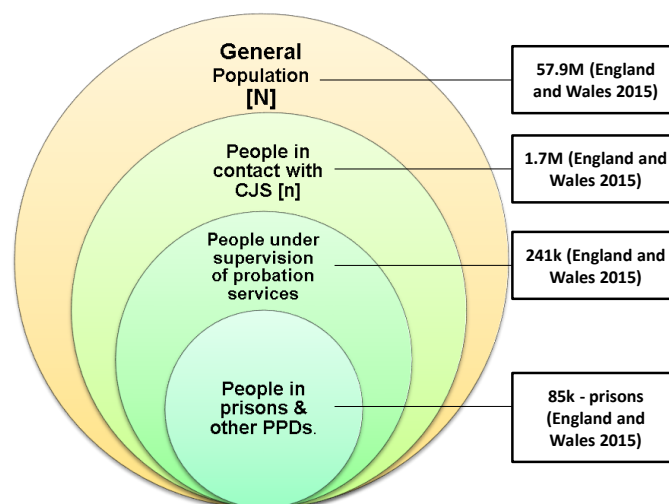 General
Population
[N]
57.9M (England
and Wales 2015)
People in
contact with
CJS [n]
1.7M (England and
Wales 2015)
People under
supervision
of probation
services
241k (England and
Wales 2015)
People in
prisons &
other PPDs.
85k - prisons
(England and
Wales 2015)